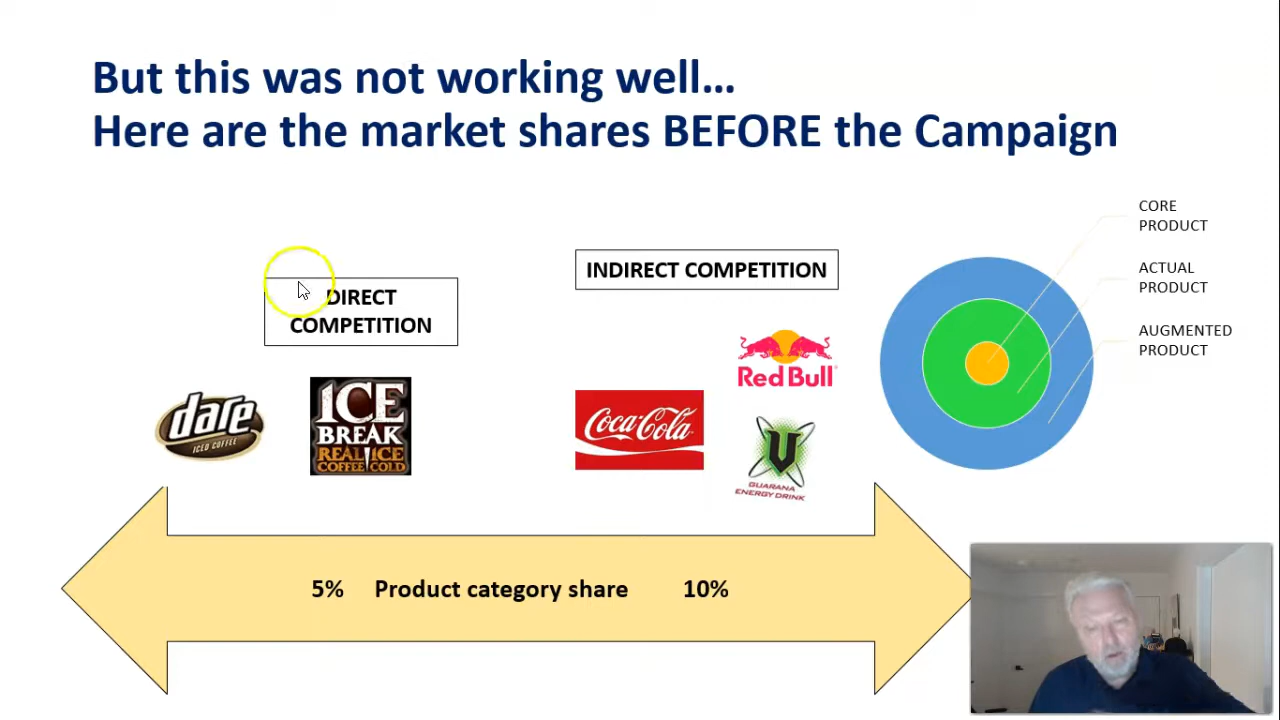 But this was not working well...
Here are the market shares BEFORE the Campaign
CORE
PRODUCT
ACTUAL
PRODUCT
AUGMENTED
PRODUCT
INDIRECT COMPETITION
DIRECT
COMPETITION
dare
ICED COFFEE
ICE
BREAK
REAL ICE
COFFEE COLD
Coca-Cola
Red Bull
V
GUARANA
ENERGY DRINK
5% Product category share 10%